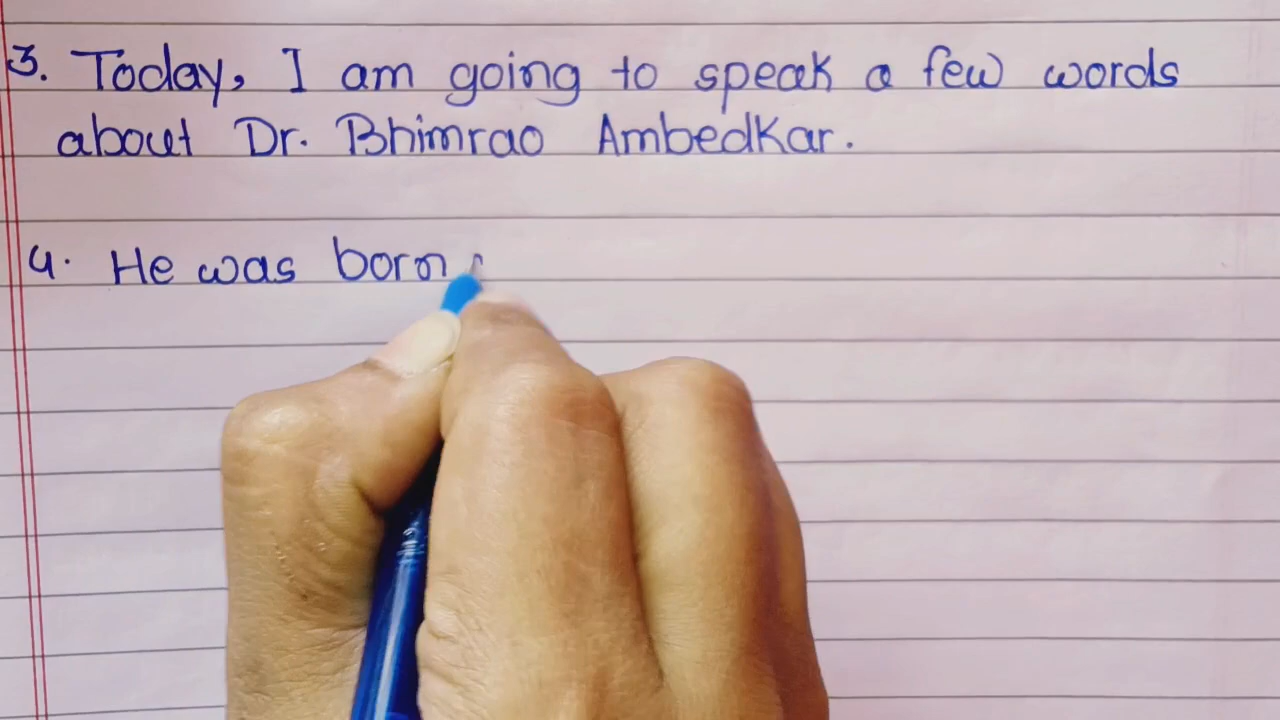 3. Today, I am going to speak a few words
about Dr. Bhimrao Ambedkar.
4. He was born